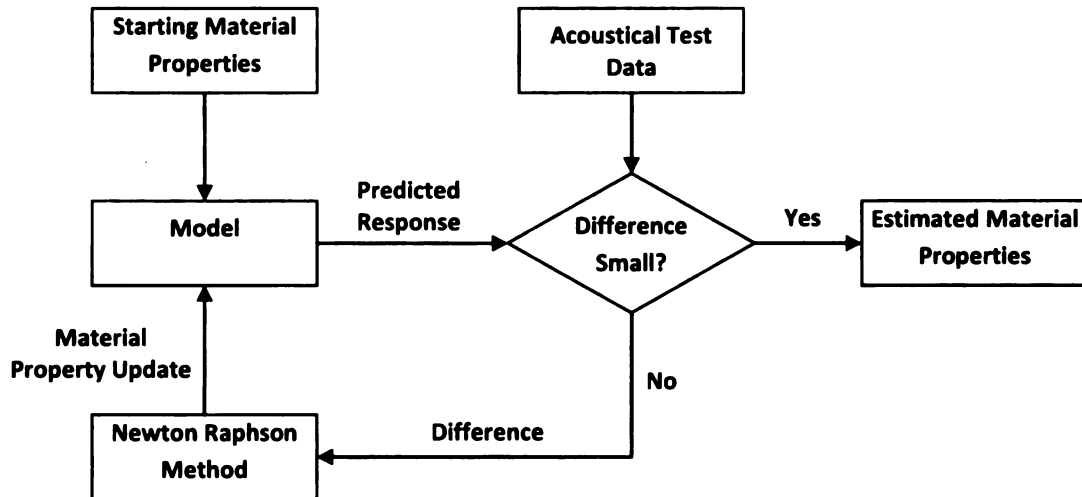 Starting Material
Properties
Acoustical Test
Data
Model
Predicted
Response
Difference
Small?
Yes
Estimated Material
Properties
Material
Property Update
No
Newton Raphson
Method
Difference